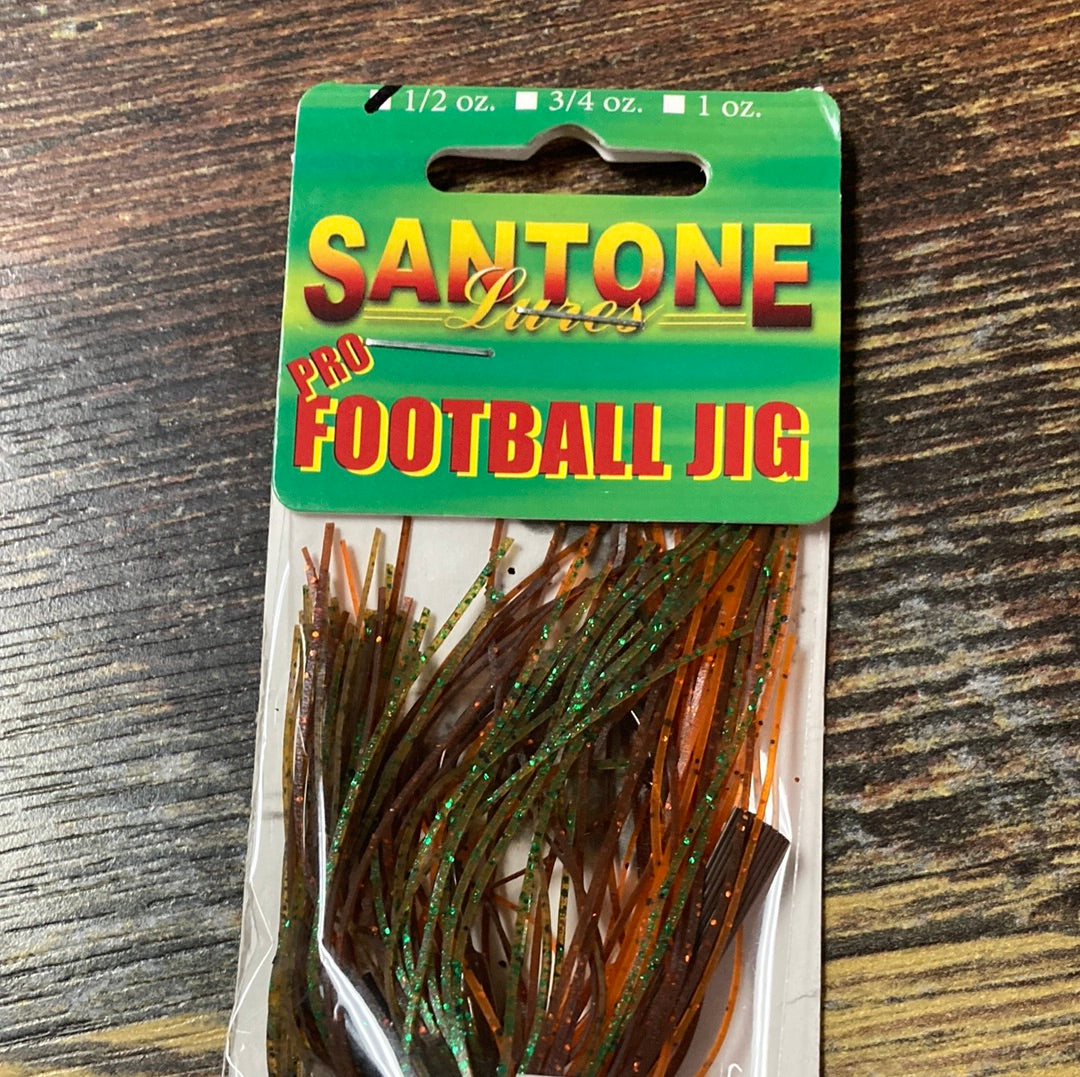 1/2 oz. 3/4 oz. 1 oz.
SANTONE
Lures
PRO
FOOTBALL JIG